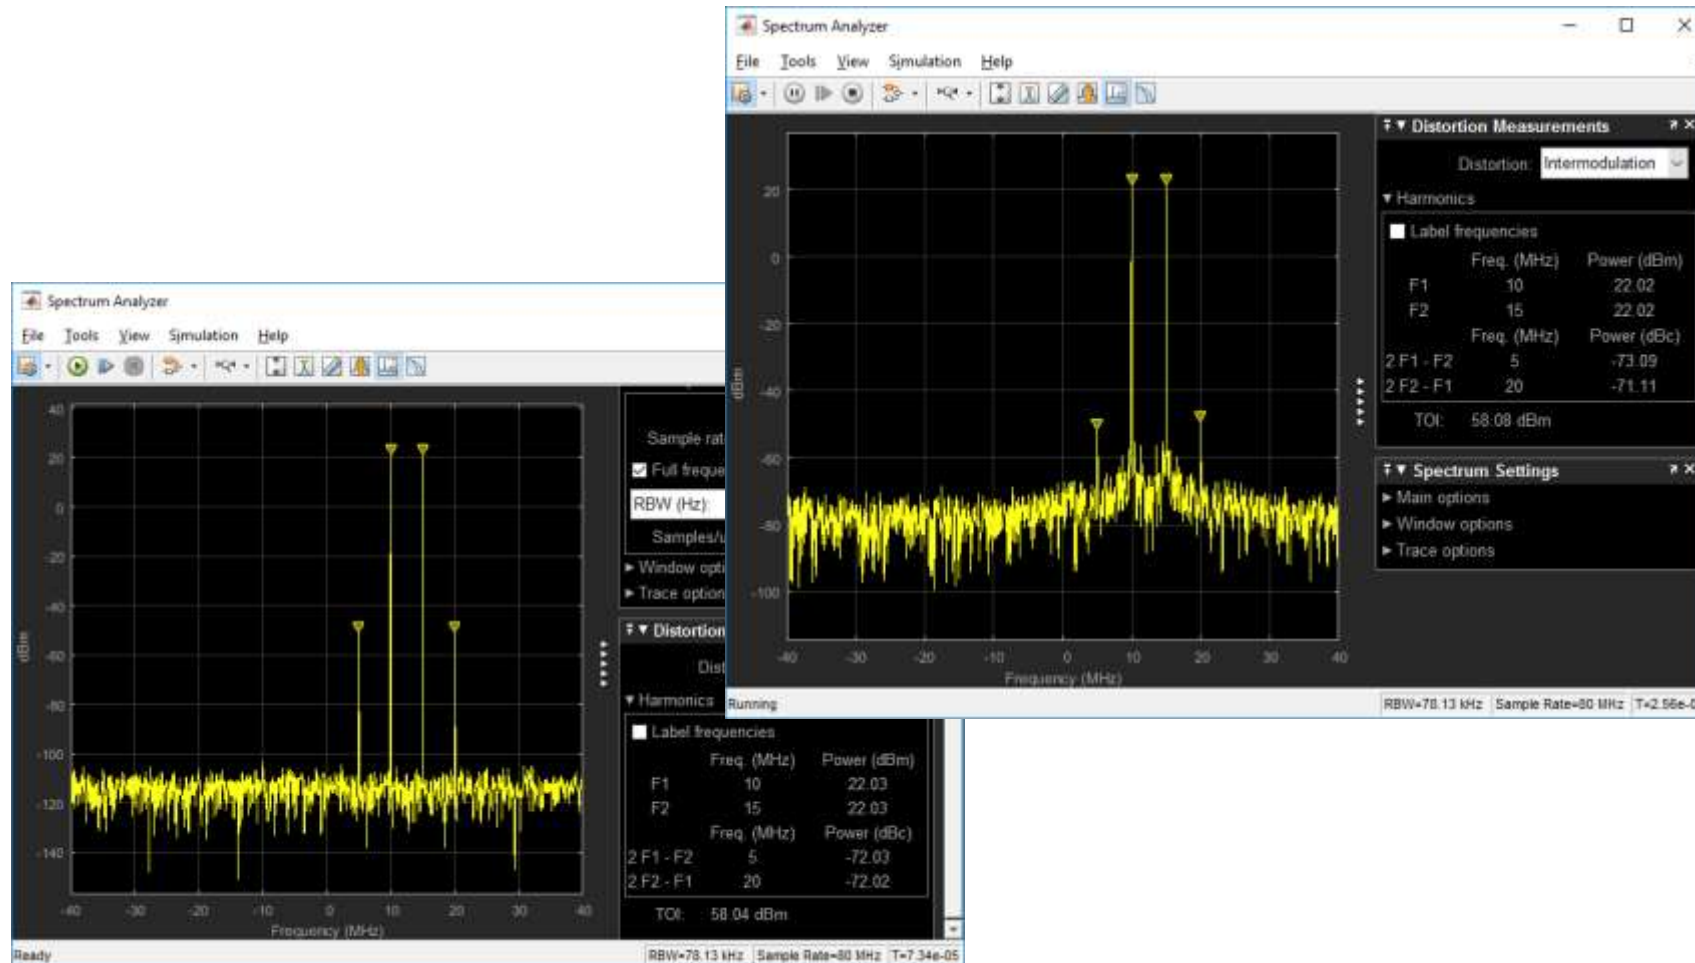 Spectrum Analyzer
File Tools View Simulation Help
20
0
-20
-40
-60
-80
-100
dBm
-40 -30 -20 -10 0 10 20 30 40
Frequency (MHz)
Distortion Measurements
Distortion: Intermodulation
Harmonics
Label frequencies
Freq. (MHz) Power (dBm)
F1 10 22.02
F2 15 22.02
Freq. (MHz) Power (dBc)
2 F1 - F2 5 -73.09
2 F2 - F1 20 -71.11
TOI: 58.08 dBm
Spectrum Settings
Main options
Window options
Trace options
Running
RBW=78.13 kHz Sample Rate=80 MHz T=2.56e-0
Spectrum Analyzer
File Tools View Simulation Help
40
20
0
-20
-40
-60
-80
-100
-120
-140
dBm
-40 -30 -20 -10 0 10 20 30 40
Frequency (MHz)
Sample rat
Full freque
RBW (Hz):
Samples/u
Window opti
Trace option
Distortion
Dist
Harmonics
Label frequencies
Freq. (MHz) Power (dBm)
F1 10 22.03
F2 15 22.03
Freq. (MHz) Power (dBc)
2 F1 - F2 5 -72.03
2 F2 - F1 20 -72.02
TOI: 58.04 dBm
Ready
RBW=78.13 kHz Sample Rate=80 MHz T=7.34e-05